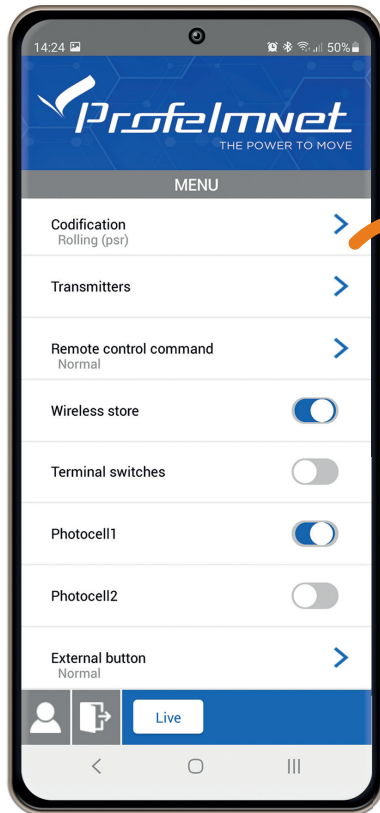 14:24 50%
Profelmnet
THE POWER TO MOVE
MENU
Codification
Rolling (psr)
Transmitters
Remote control command
Normal
Wireless store
Terminal switches
Photocell1
Photocell2
External button
Normal
Live